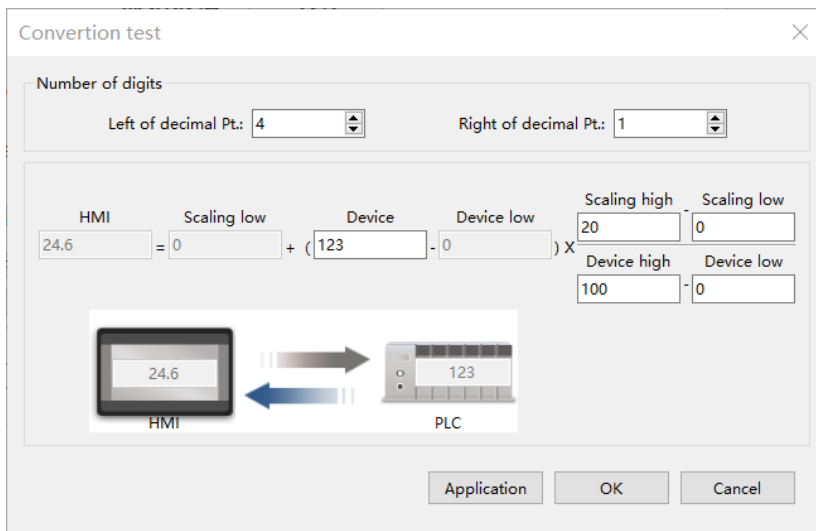 Convertion test
Number of digits
Left of decimal Pt.: 4 Right of decimal Pt.: 1
Scaling high - Scaling low
HMI Scaling low Device Device low 20 0
24.6 = 0 + ( 123 - 0 ) X
Device high - Device low
100 0
24.6 123
HMI PLC
Application OK Cancel